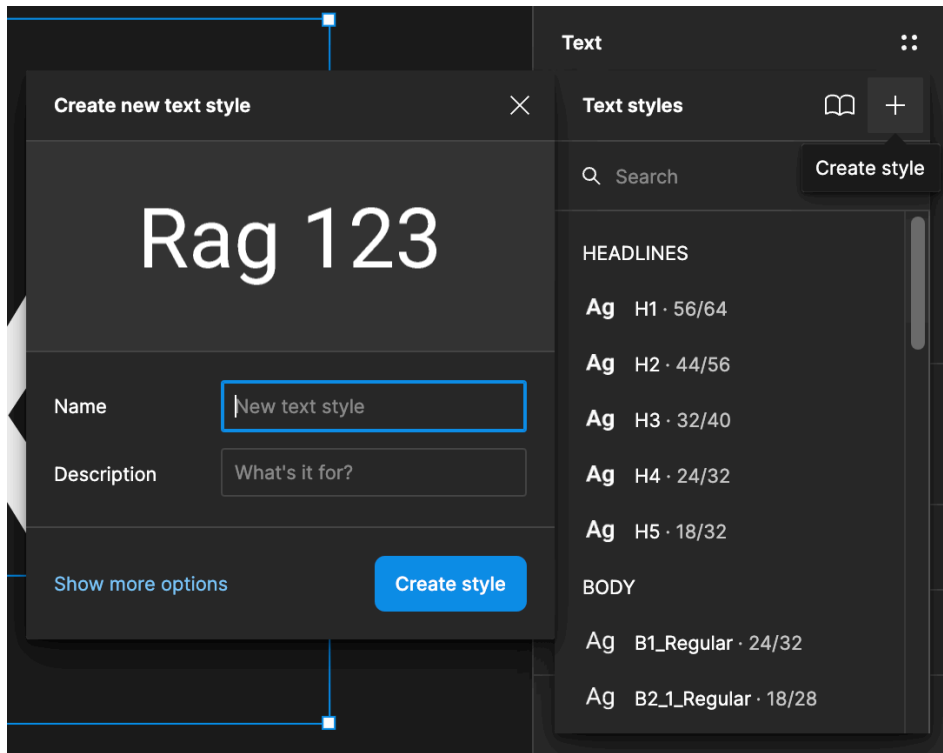 Text
Create new text style
Text styles
Create style
Search
Rag 123
HEADLINES
Ag H1 · 56/64
Ag H2 · 44/56
Ag H3 · 32/40
Ag H4 · 24/32
Ag H5 · 18/32
BODY
Ag B1_Regular · 24/32
Ag B2_1_Regular · 18/28
Name
New text style
Description
What's it for?
Show more options
Create style